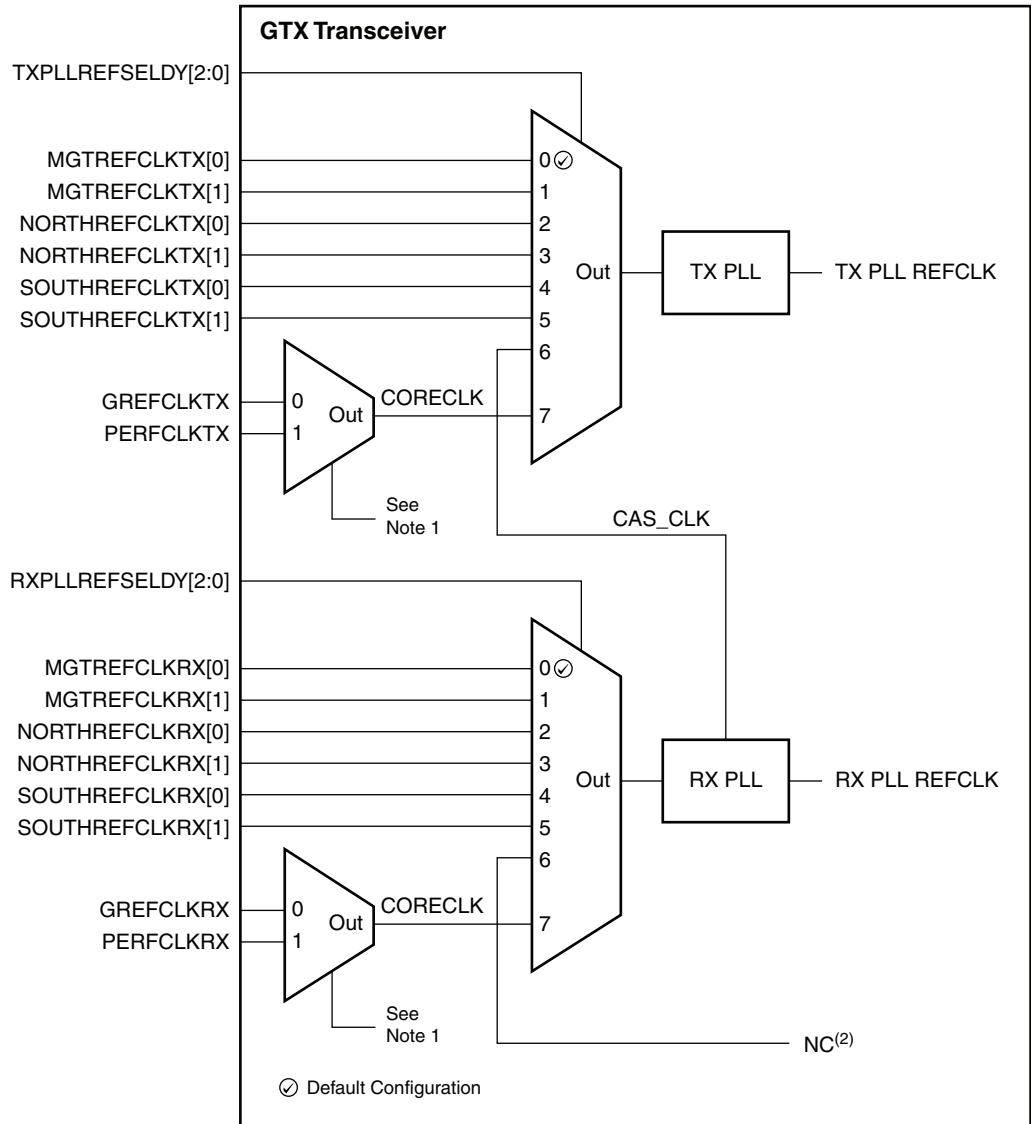 GTX Transceiver
TXPLLREFSELDY[2:0]
MGTREFCLKTX[0]
0
MGTREFCLKTX[1]
1
NORTHREFCLKTX[0]
2
NORTHREFCLKTX[1]
3
SOUTHREFCLKTX[0]
4
SOUTHREFCLKTX[1]
5
6
7
Out
TX PLL
TX PLL REFCLK
GREFCLKTX
0
PERFCLKTX
1
Out
CORECLK
See
Note 1
CAS_CLK
RXPLLREFSELDY[2:0]
MGTREFCLKRX[0]
0
MGTREFCLKRX[1]
1
NORTHREFCLKRX[0]
2
NORTHREFCLKRX[1]
3
SOUTHREFCLKRX[0]
4
SOUTHREFCLKRX[1]
5
6
7
Out
RX PLL
RX PLL REFCLK
GREFCLKRX
0
PERFCLKRX
1
Out
CORECLK
See
Note 1
NC(2)
Default Configuration